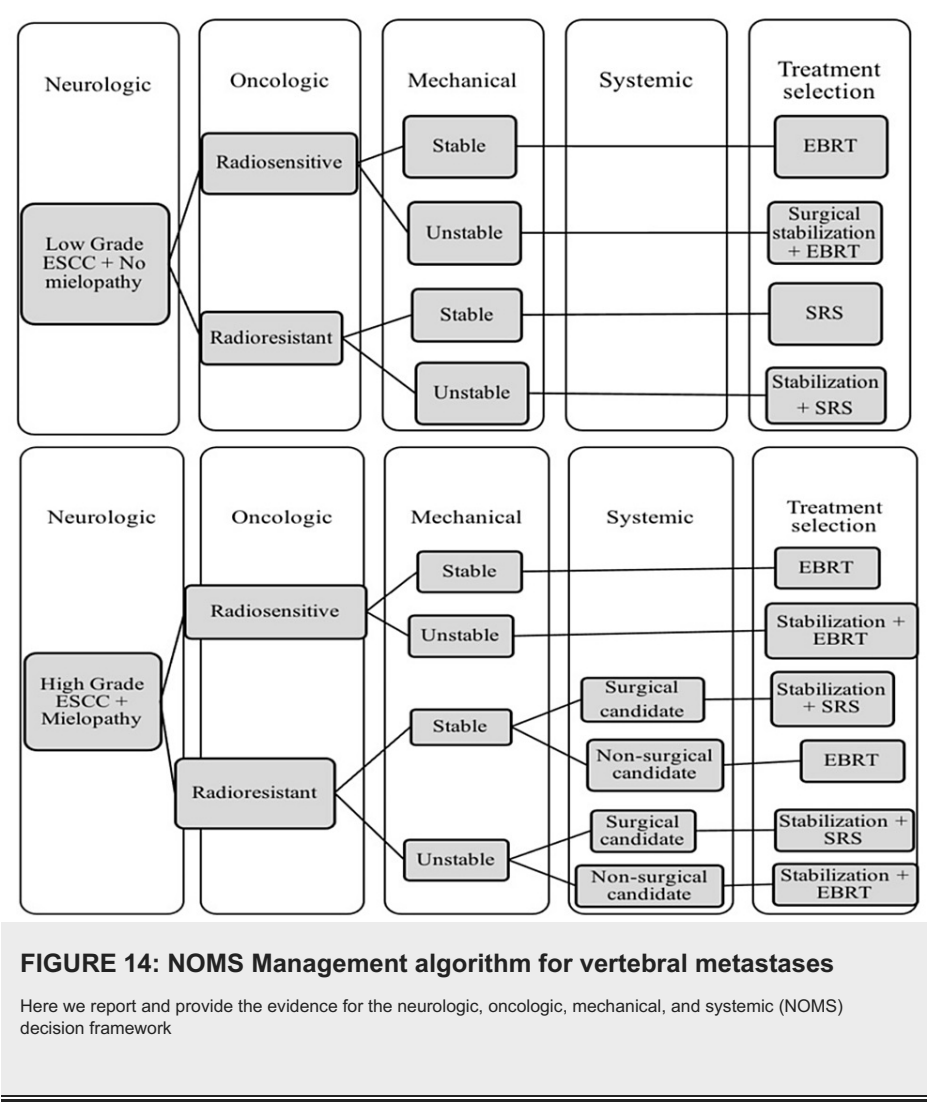 Neurologic
Oncologic
Mechanical
Systemic
Treatment
selection
Low Grade
ESCC + No
mielopathy
Radiosensitive
Radioresistant
Stable
Unstable
Stable
Unstable
EBRT
Surgical
stabilization
+ EBRT
SRS
Stabilization
+ SRS
Neurologic
Oncologic
Mechanical
Systemic
Treatment
selection
High Grade
ESCC +
Mielopathy
Radiosensitive
Radioresistant
Stable
Unstable
Stable
Unstable
Surgical
candidate
Non-surgical
candidate
Surgical
candidate
Non-surgical
candidate
EBRT
Stabilization +
EBRT
Stabilization
+ SRS
EBRT
Stabilization +
SRS
Stabilization +
EBRT
FIGURE 14: NOMS Management algorithm for vertebral metastases
Here we report and provide the evidence for the neurologic, oncologic, mechanical, and systemic (NOMS)
decision framework